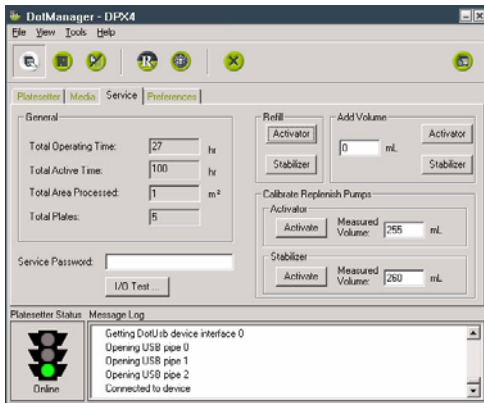 DotManager - DPX4
File View Tools Help
Platesetter Media Service Preferences
General
Total Operating Time: 27 hr
Total Active Time: 100 hr
Total Area Processed: 1 m²
Total Plates: 5
Service Password:
I/O Test ...
Refill
Activator
Stabilizer
Add Volume
0 mL
Activator
Stabilizer
Calibrate Replenish Pumps
Activator
Activate Measured Volume: 255 mL
Stabilizer
Activate Measured Volume: 260 mL
Platesetter Status Message Log
Online
Getting DotUsb device interface 0
Opening USB pipe 0
Opening USB pipe 1
Opening USB pipe 2
Connected to device